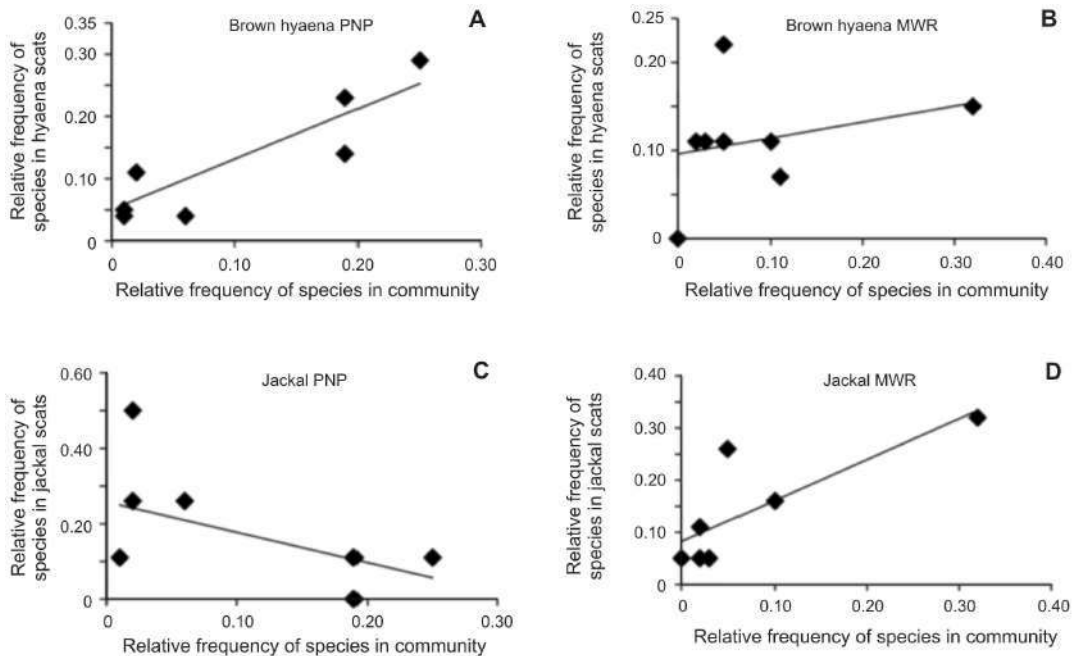 A
Brown hyaena PNP
Relative frequency of
species in hyaena scats
0.35
0.30
0.20
0.10
0
0 0.10 0.20 0.30
Relative frequency of species in community
B
Brown hyaena MWR
Relative frequency of
species in hyaena scats
0.25
0.20
0.10
0
0 0.10 0.20 0.30 0.40
Relative frequency of species in community
C
Jackal PNP
Relative frequency of
species in jackal scats
0.60
0.40
0.20
0
0 0.10 0.20 0.30
Relative frequency of species in community
D
Jackal MWR
Relative frequency of
species in jackal scats
0.40
0.30
0.20
0.10
0
0 0.10 0.20 0.30 0.40
Relative frequency of species in community